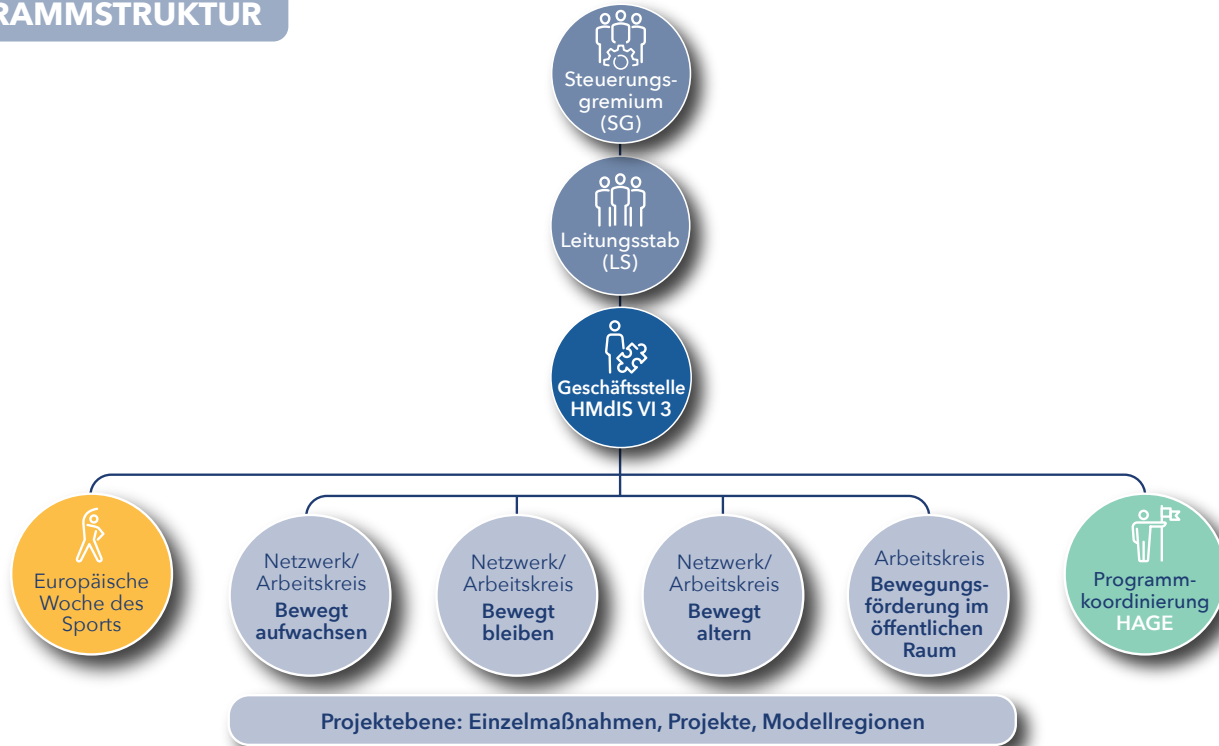 RAMMSTRUKTUR
Steuerungs-
gremium
(SG)
Leitungsstab
(LS)
Geschäftsstelle
HMdIS VI 3
Europäische
Woche des
Sports
Netzwerk/
Arbeitskreis
Bewegt
aufwachsen
Netzwerk/
Arbeitskreis
Bewegt
bleiben
Netzwerk/
Arbeitskreis
Bewegt
altern
Arbeitskreis
Bewegungs-
förderung im
öffentlichen
Raum
Programm-
koordinierung
HAGE
Projektebene: Einzelmaßnahmen, Projekte, Modellregionen